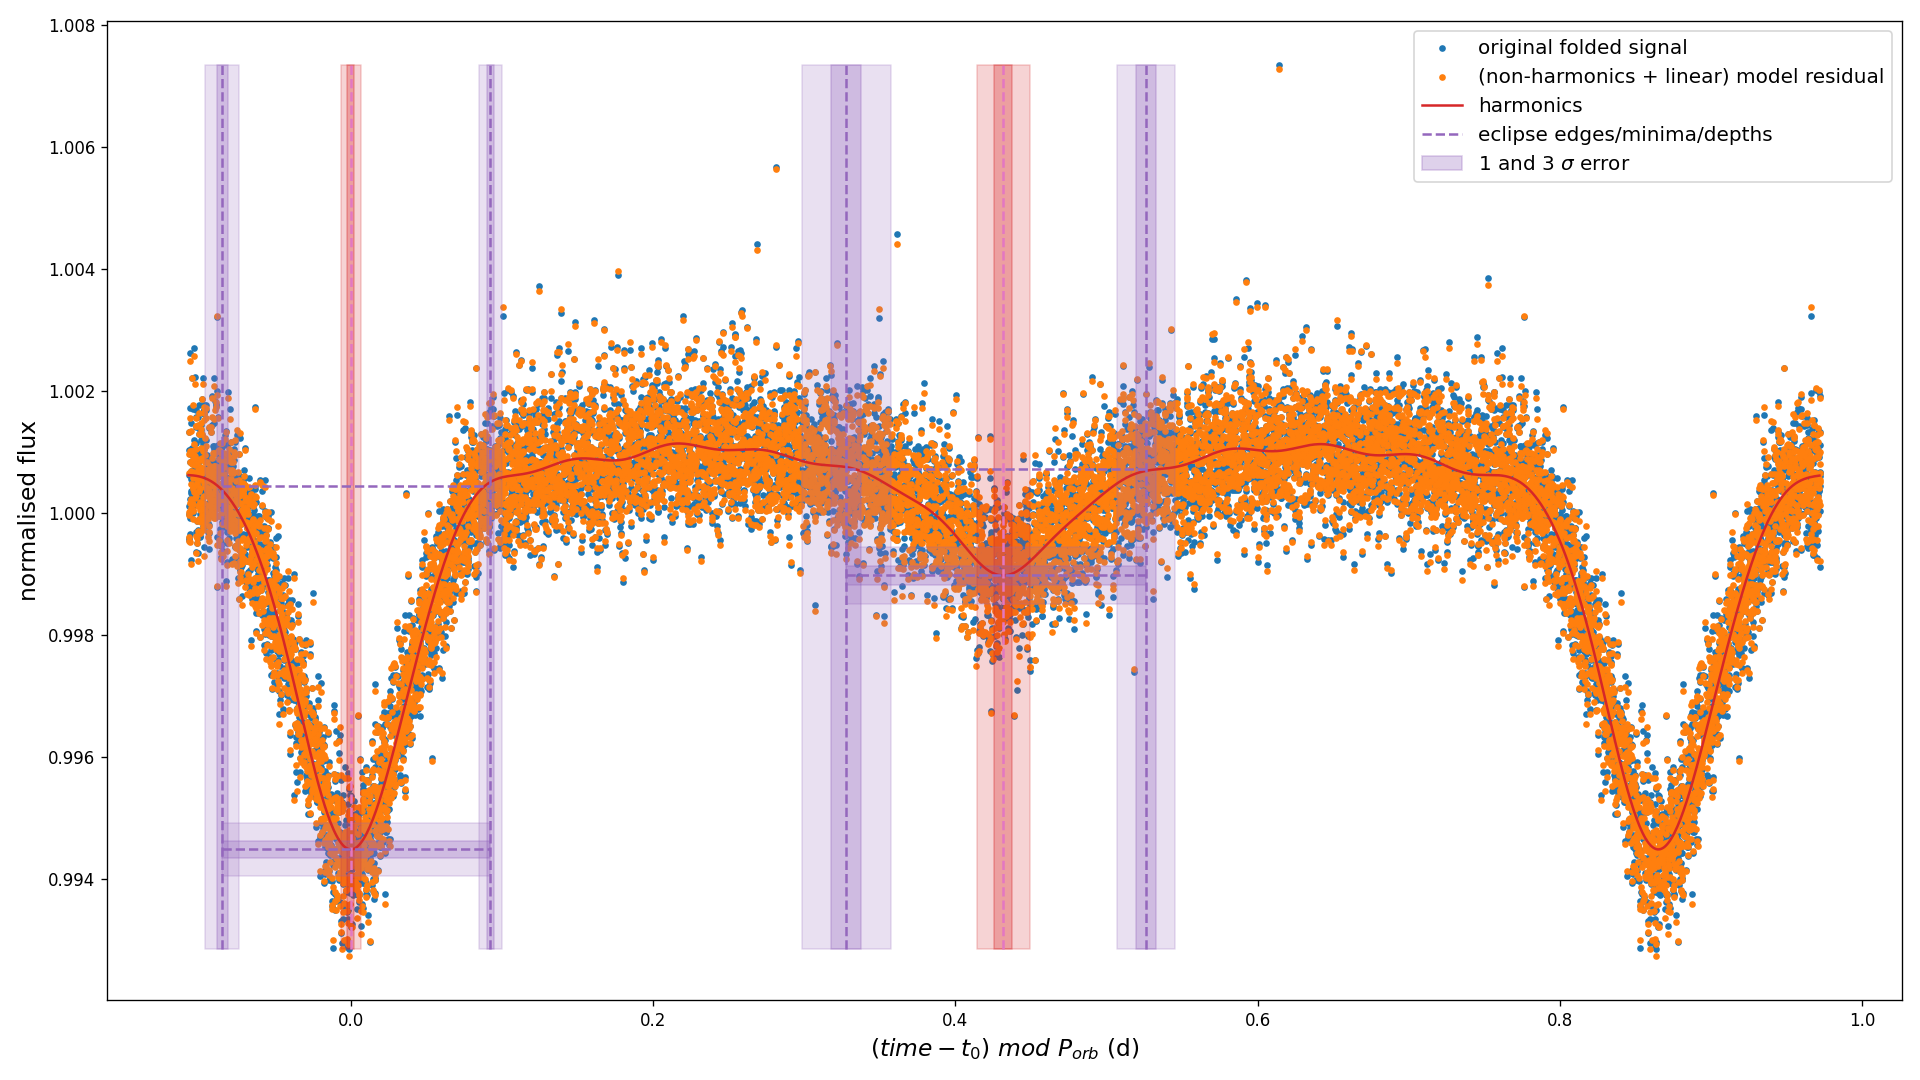 1.008
1.006
1.004
1.002
1.000
0.998
0.996
0.994
normalised flux
original folded signal
(non-harmonics + linear) model residual
harmonics
eclipse edges/minima/depths
1 and 3 σ error
0.0 0.2 0.4 0.6 0.8 1.0
(time − t₀) mod P_orb (d)